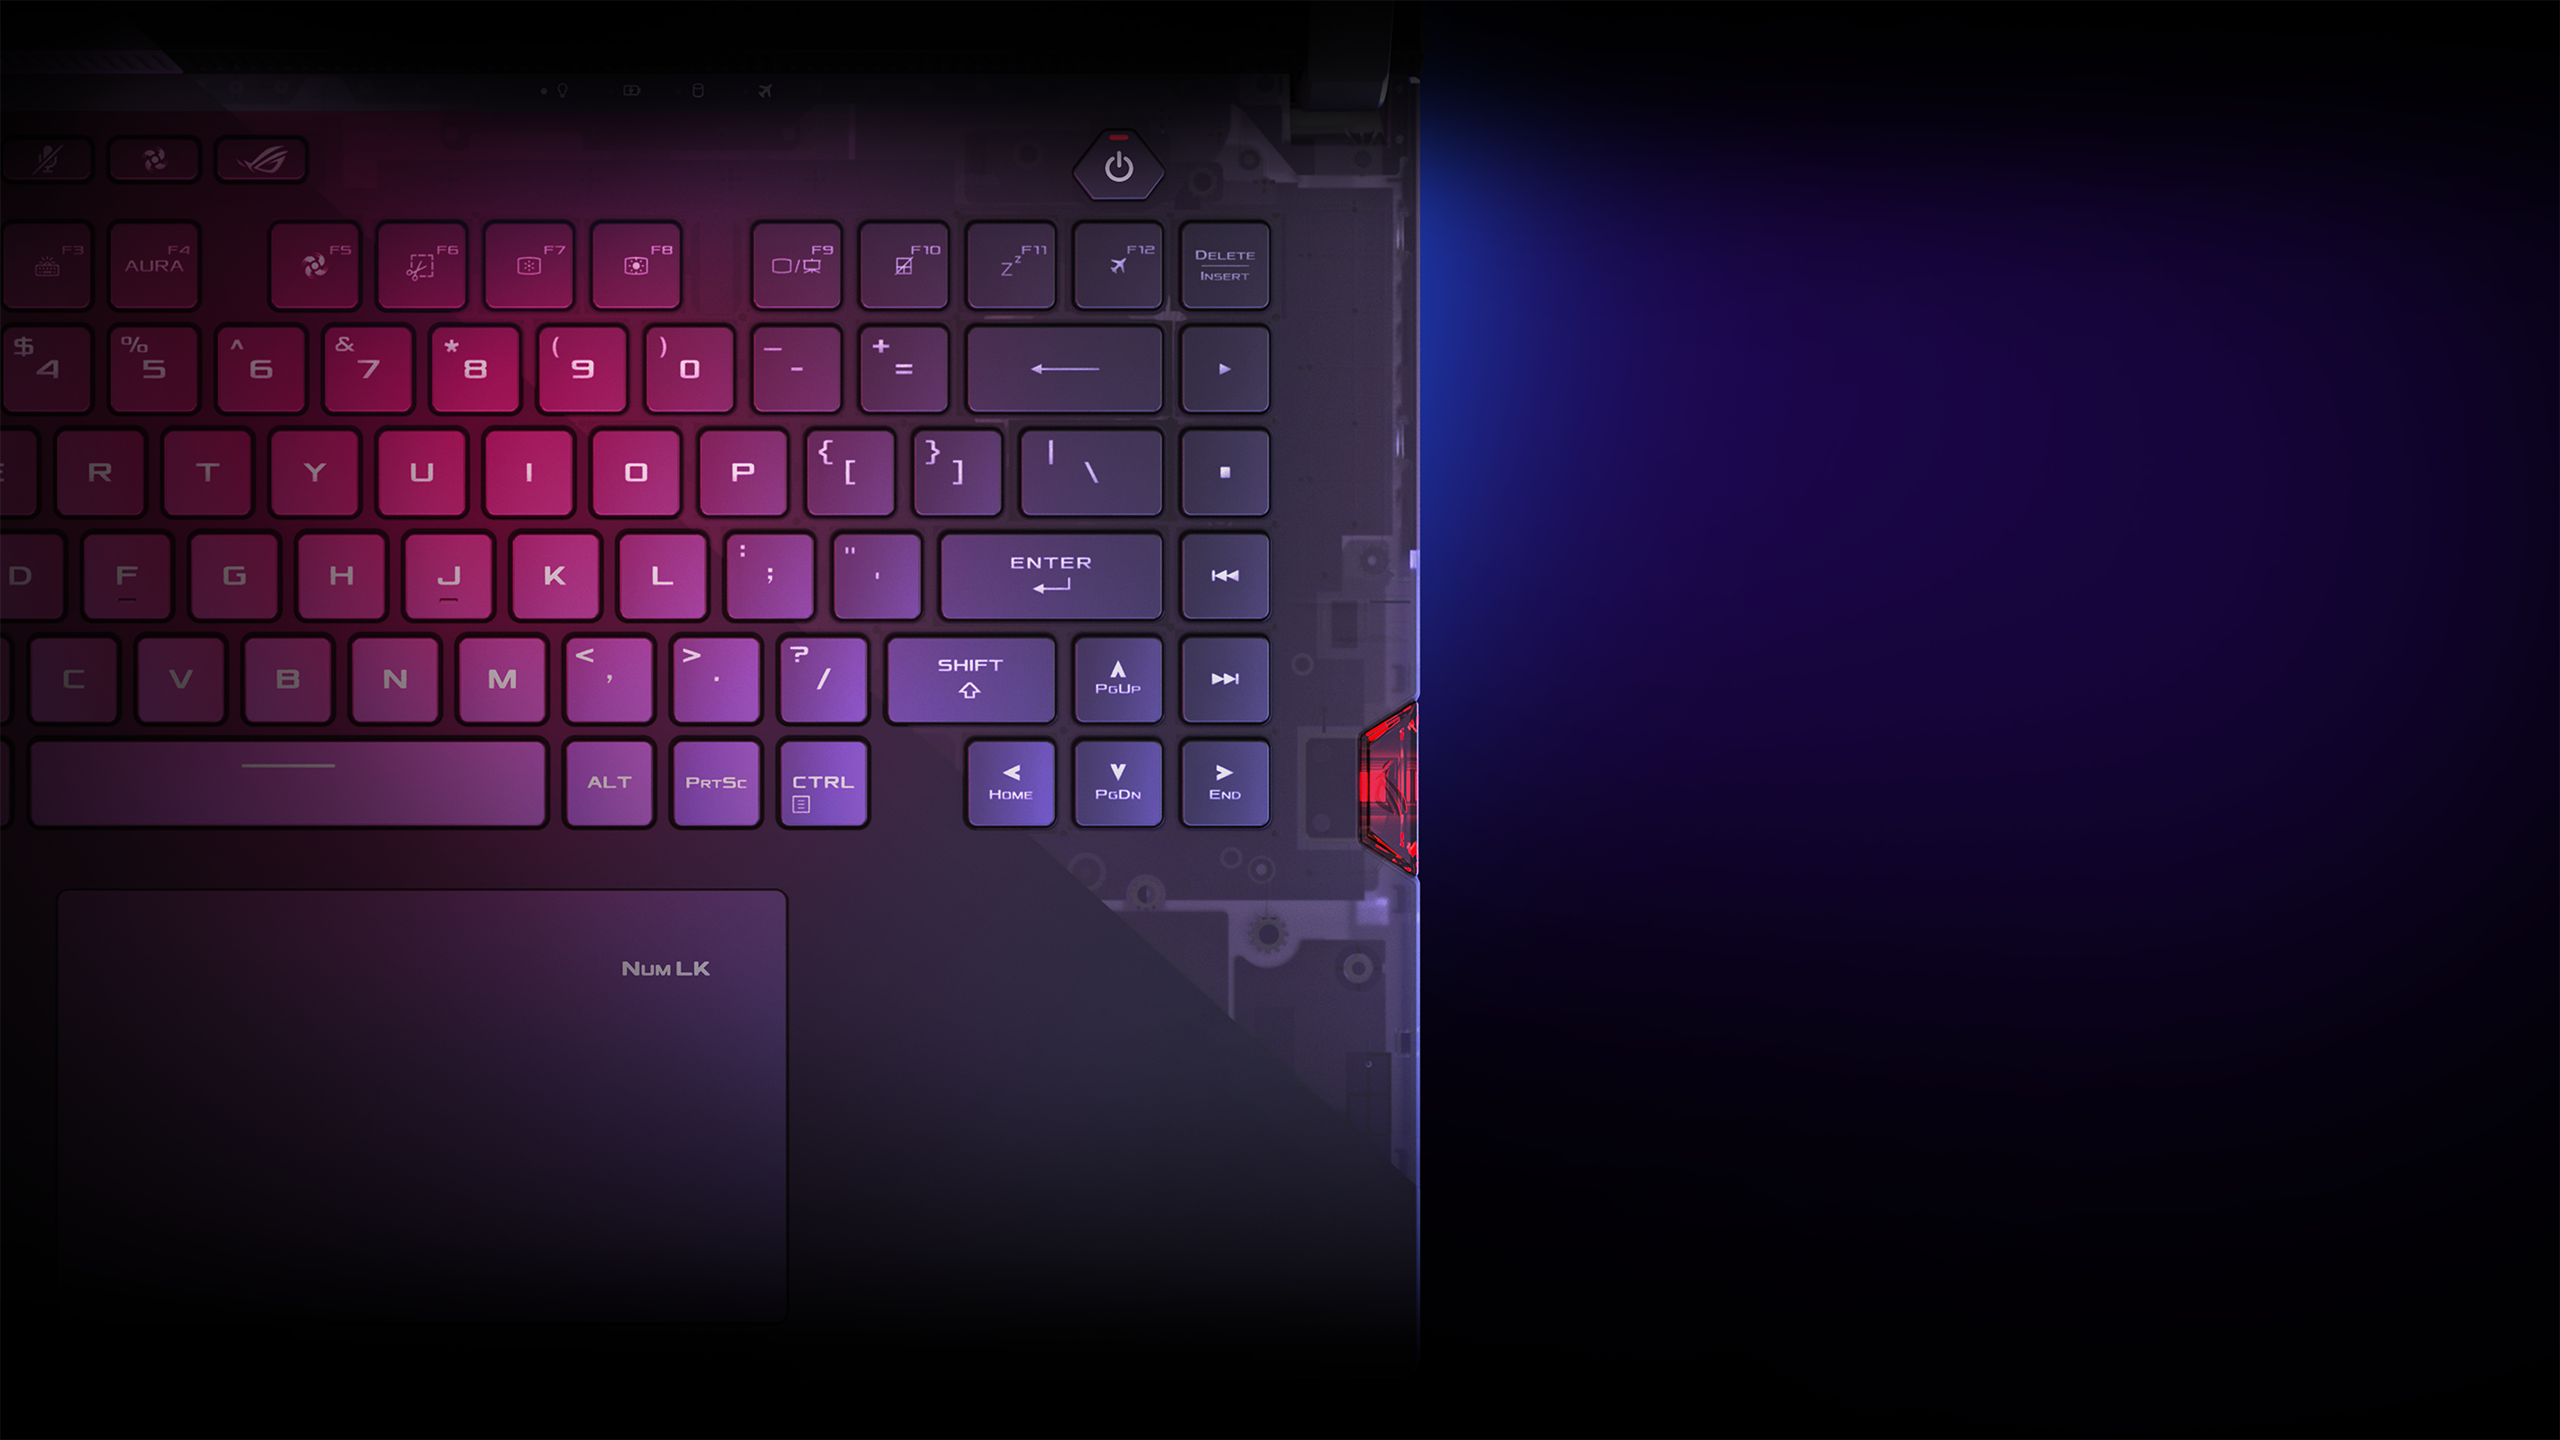 F3 F4 F5 F6 F7 F8 F9 F10 F11 F12 DELETE
AURA INSERT
$ % ^ & * ( ) _ +
4 5 6 7 8 9 0 - =
R T Y U I O P { [ } ] | \
D F G H J K L : ; " ' ENTER
C V B N M < , > . ? / SHIFT PGUP
ALT PRTSC CTRL HOME PGDN END
NUM LK